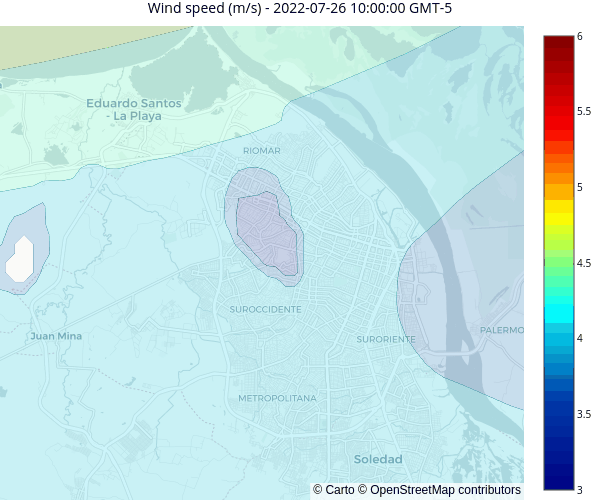 Wind speed (m/s) - 2022-07-26 10:00:00 GMT-5
6
5.5
5
4.5
4
3.5
3
Eduardo Santos
- La Playa
RIOMAR
SUROCCIDENTE
Juan Mina
SURORIENTE
PALERMO
METROPOLITANA
Soledad
© Carto © OpenStreetMap contributors